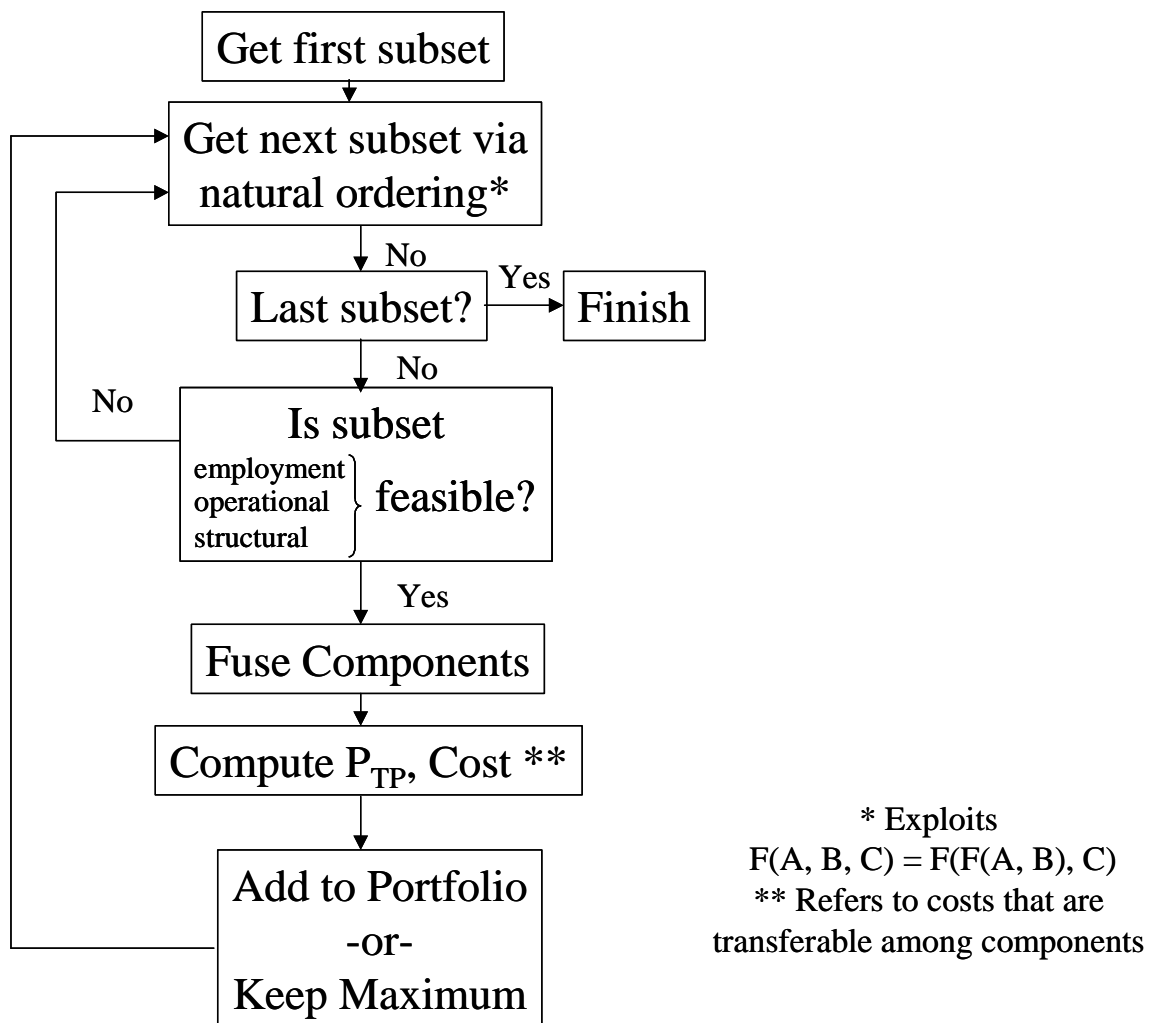 Get first subset
Get next subset via
natural ordering*
No
Last subset?
Yes
Finish
No
No
Is subset
employment
operational
structural
feasible?
Yes
Fuse Components
Compute P_TP, Cost **
Add to Portfolio
-or-
Keep Maximum
* Exploits
F(A, B, C) = F(F(A, B), C)
** Refers to costs that are
transferable among components